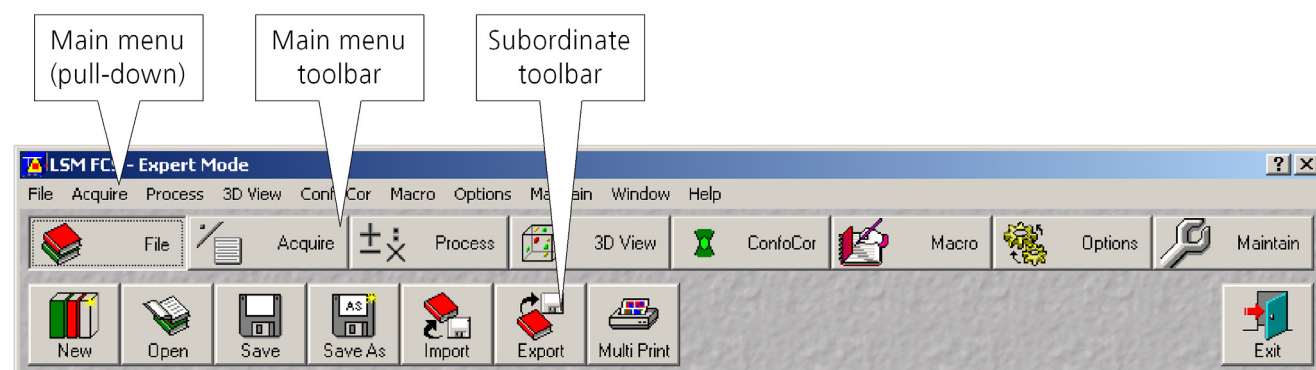 Main menu
(pull-down)
Main menu
toolbar
Subordinate
toolbar
LSM FCS - Expert Mode
File Acquire Process 3D View ConfoCor Macro Options Maintain Window Help
File Acquire Process 3D View ConfoCor Macro Options Maintain
AS
New Open Save Save As Import Export Multi Print Exit